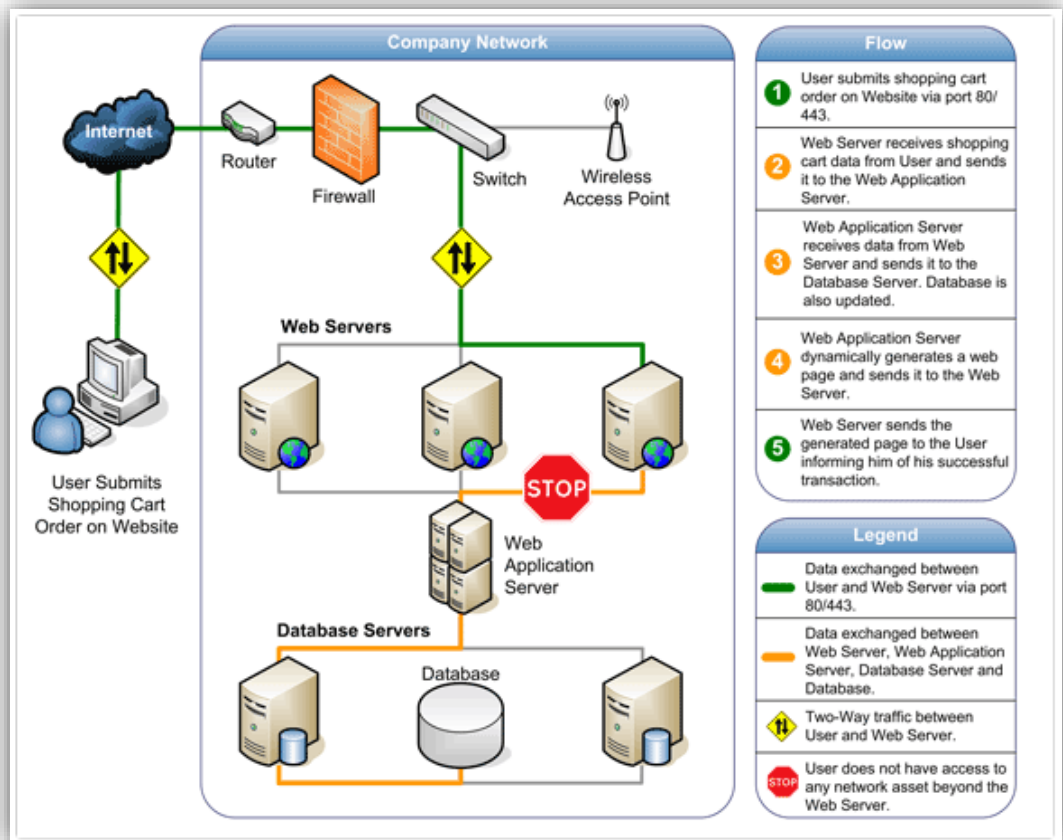 Company Network
Internet
Router
Firewall
Switch
Wireless
Access Point
Web Servers
User Submits
Shopping Cart
Order on Website
STOP
Web
Application
Server
Database Servers
Database
Flow
1
User submits shopping cart
order on Website via port 80/
443.
2
Web Server receives shopping
cart data from User and sends
it to the Web Application
Server.
3
Web Application Server
receives data from Web
Server and sends it to the
Database Server. Database is
also updated.
4
Web Application Server
dynamically generates a web
page and sends it to the Web
Server.
5
Web Server sends the
generated page to the User
informing him of his successful
transaction.
Legend
Data exchanged between
User and Web Server via port
80/443.
Data exchanged between
Web Server, Web Application
Server, Database Server and
Database.
Two-Way traffic between
User and Web Server.
STOP
User does not have access to
any network asset beyond the
Web Server.